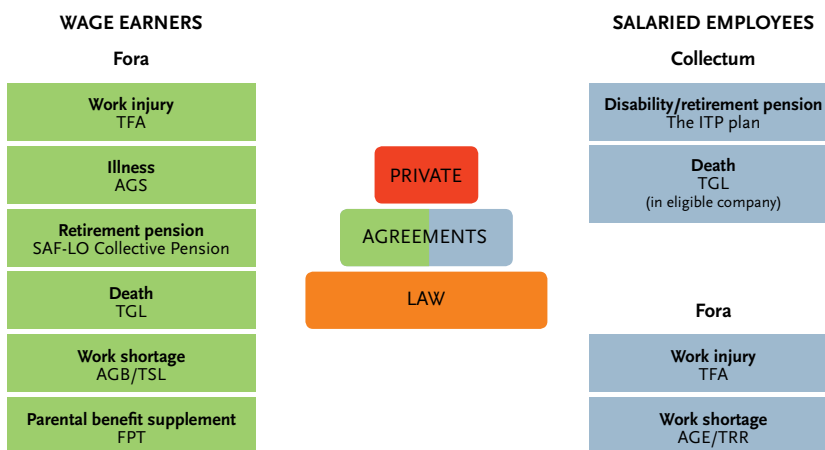 WAGE EARNERS
Fora
Work injury
TFA
Illness
AGS
Retirement pension
SAF-LO Collective Pension
Death
TGL
Work shortage
AGB/TSL
Parental benefit supplement
FPT
PRIVATE
AGREEMENTS
LAW
SALARIED EMPLOYEES
Collectum
Disability/retirement pension
The ITP plan
Death
TGL
(in eligible company)
Fora
Work injury
TFA
Work shortage
AGE/TRR